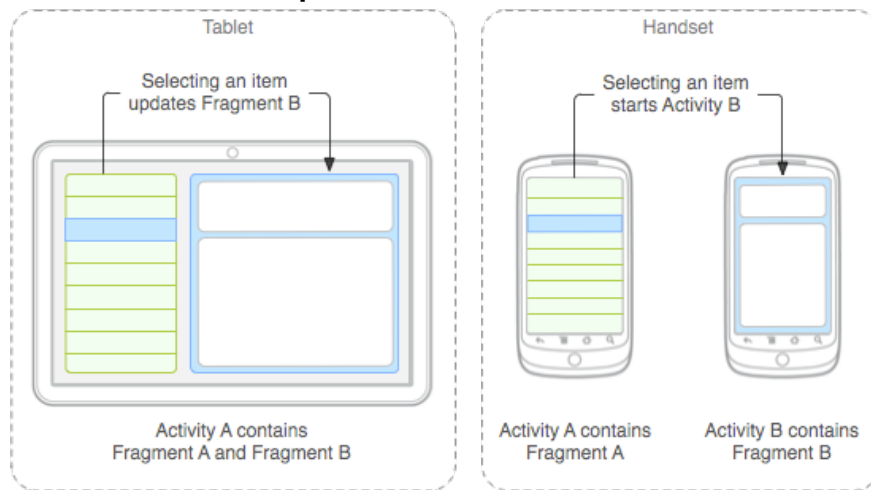 Tablet
Selecting an item
updates Fragment B
Activity A contains
Fragment A and Fragment B
Handset
Selecting an item
starts Activity B
Activity A contains
Fragment A
Activity B contains
Fragment B